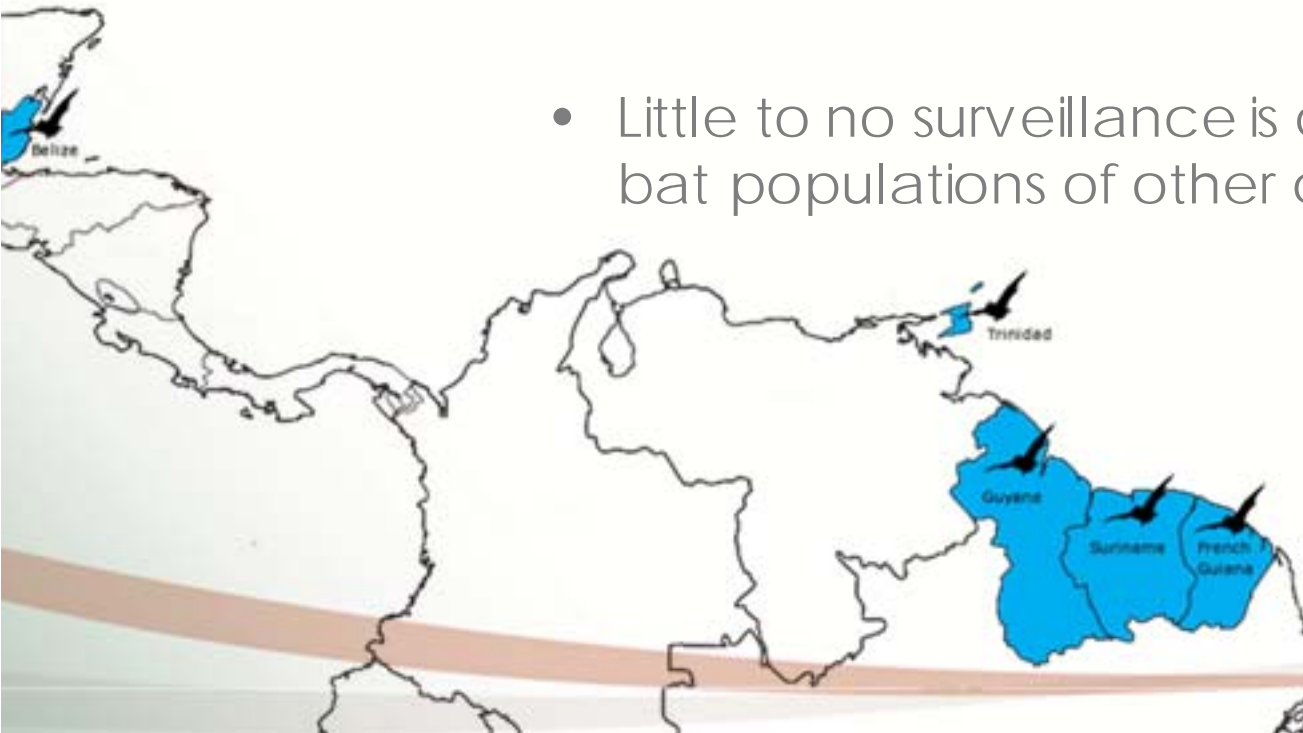 • Little to no surveillance is
bat populations of other
Belize
Trinidad
Guyana
Suriname
French
Guiana